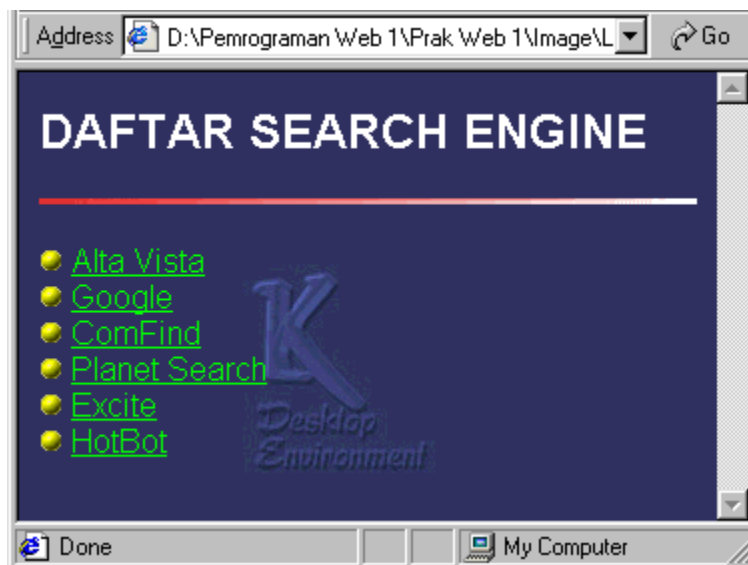 Address D:\Pemrograman Web 1\Prak Web 1\Image\L Go
DAFTAR SEARCH ENGINE
Alta Vista
Google
ComFind
Planet Search
Excite
HotBot
K
Desktop
Environment
Done My Computer